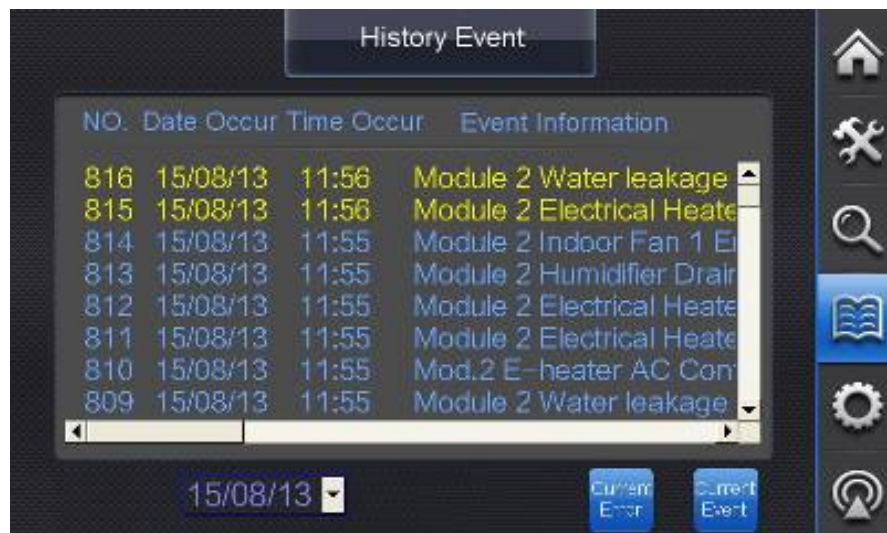 History Event
NO. Date Occur Time Occur Event Information
816 15/08/13 11:56 Module 2 Water leakage
815 15/08/13 11:56 Module 2 Electrical Heate
814 15/08/13 11:55 Module 2 Indoor Fan 1 
813 15/08/13 11:55 Module 2 Humidifier Drain
812 15/08/13 11:55 Module 2 Electrical Heate
811 15/08/13 11:55 Module 2 Electrical Heate
810 15/08/13 11:55 Mod.2 E-heater AC Con
809 15/08/13 11:55 Module 2 Water leakage
15/08/13
Current
Error
Current
Event